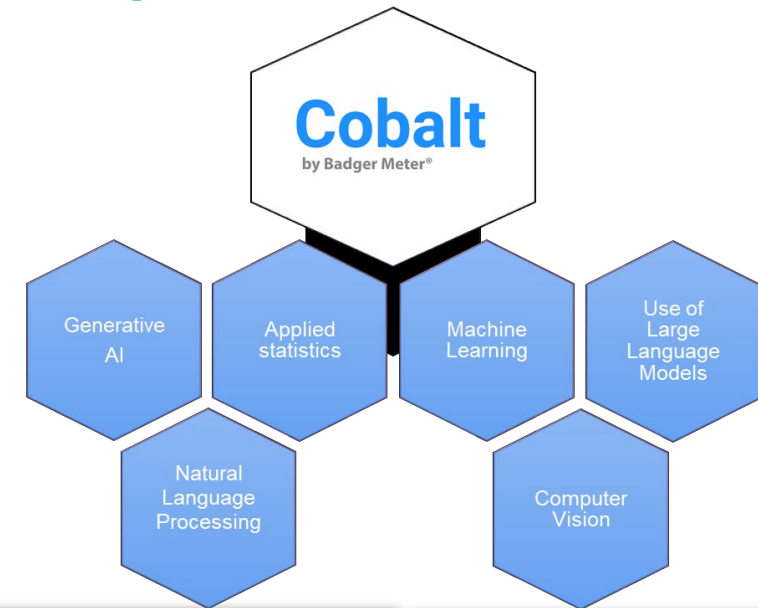 Cobalt
by Badger Meter®
Generative
AI
Applied
statistics
Machine
Learning
Use of
Large
Language
Models
Natural
Language
Processing
Computer
Vision